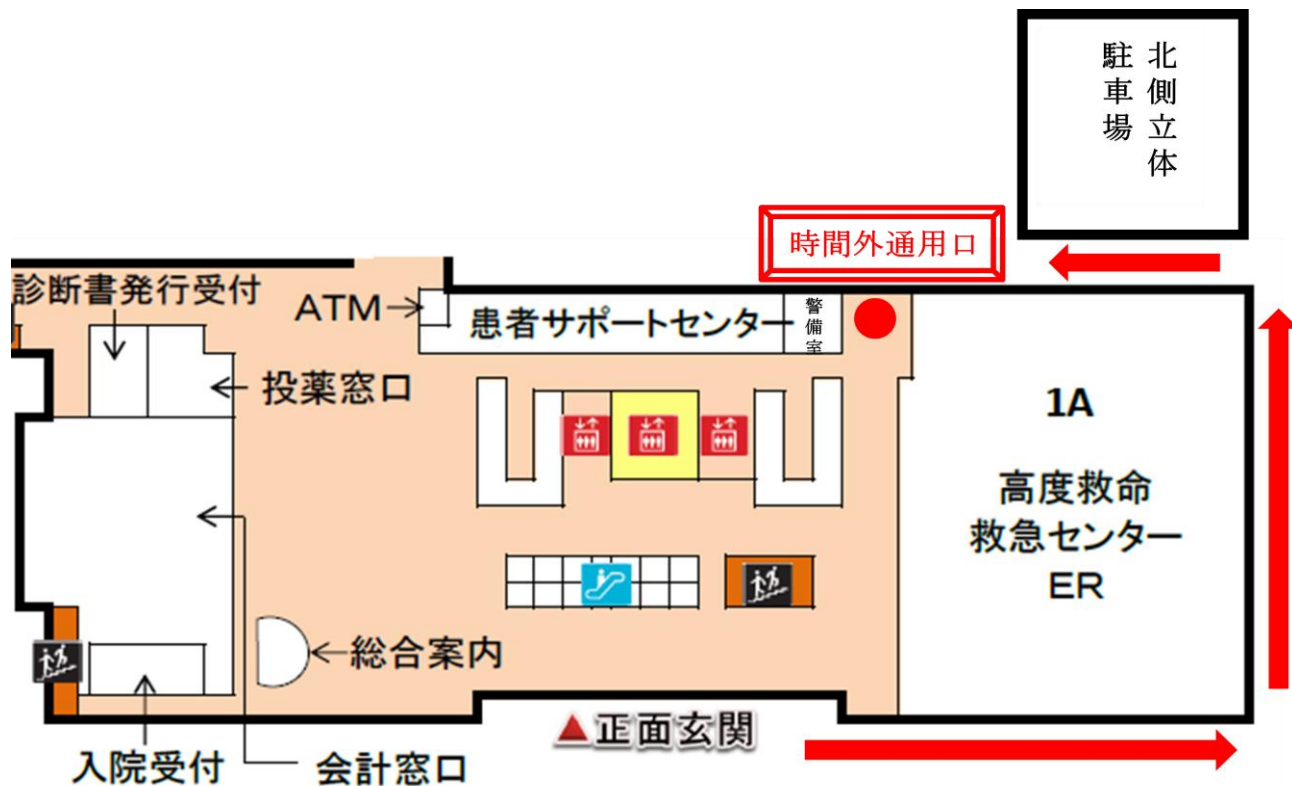 北側立体
駐車場
時間外通用口
診断書発行受付
ATM
患者サポートセンター
警備室
投薬窓口
1A
高度救命
救急センター
ER
総合案内
正面玄関
入院受付
会計窓口